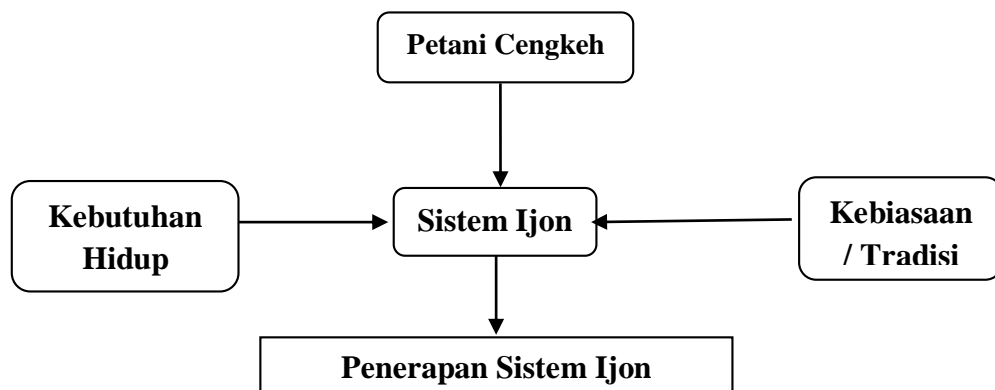 Petani Cengkeh
Kebutuhan
Hidup
Sistem Ijon
Kebiasaan
/ Tradisi
Penerapan Sistem Ijon